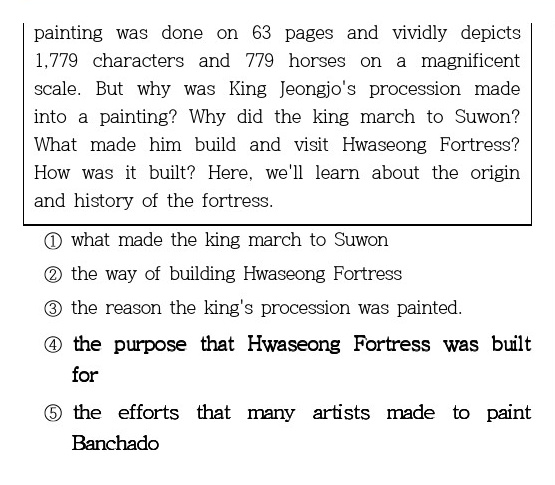 painting was done on 63 pages and vividly depicts
1,779 characters and 779 horses on a magnificent
scale. But why was King Jeongjo's procession made
into a painting? Why did the king march to Suwon?
What made him build and visit Hwaseong Fortress?
How was it built? Here, we'll learn about the origin
and history of the fortress.
① what made the king march to Suwon
② the way of building Hwaseong Fortress
③ the reason the king's procession was painted.
④ the purpose that Hwaseong Fortress was built
for
⑤ the efforts that many artists made to paint
Banchado